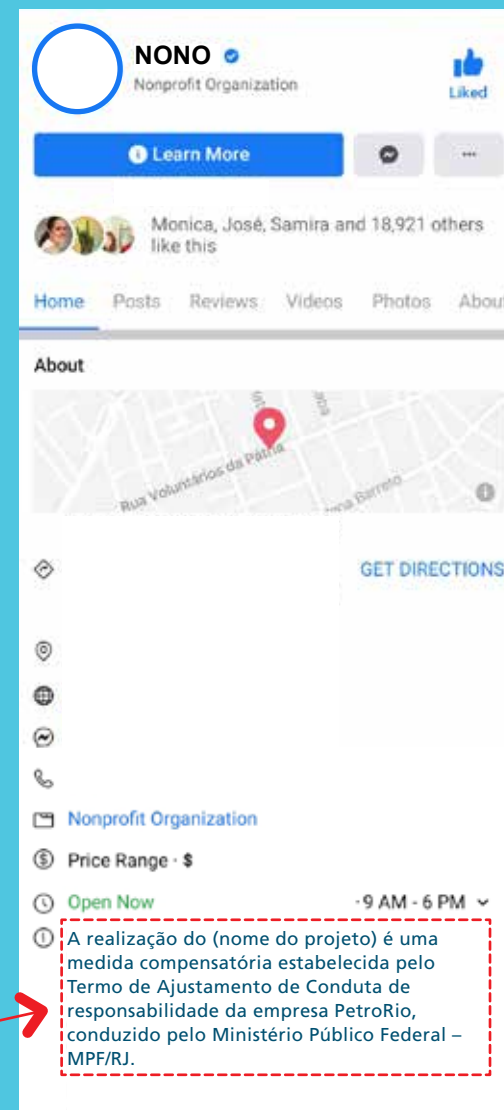 NONO
Nonprofit Organization
Liked
Learn More
Monica, José, Samira and 18,921 others
like this
Home Posts Reviews Videos Photos About
About
Rua Voluntários da Pátria
Barreto
GET DIRECTIONS
Nonprofit Organization
Price Range · $
Open Now · 9 AM - 6 PM
A realização do (nome do projeto) é uma
medida compensatória estabelecida pelo
Termo de Ajustamento de Conduta de
responsabilidade da empresa PetroRio,
conduzido pelo Ministério Público Federal –
MPF/RJ.